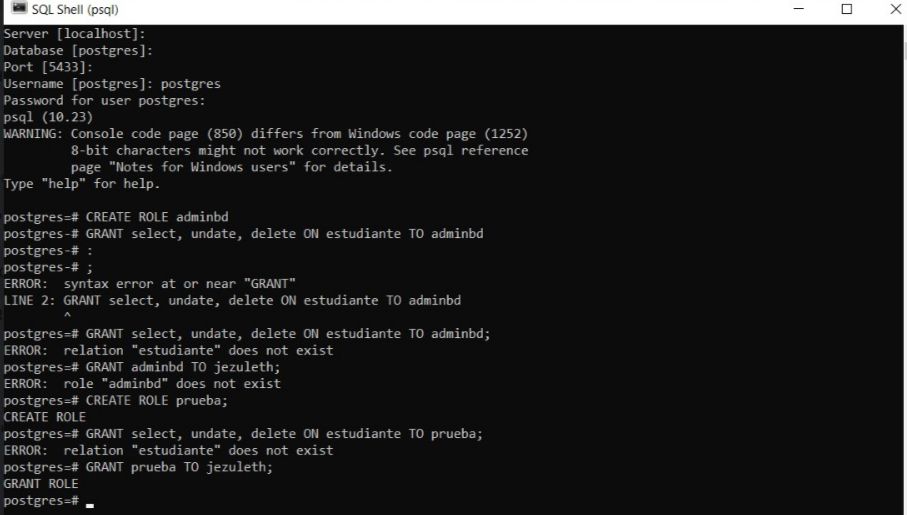 SQL Shell (psql)
Server [localhost]:
Database [postgres]:
Port [5433]:
Username [postgres]: postgres
Password for user postgres:
psql (10.23)
WARNING: Console code page (850) differs from Windows code page (1252)
8-bit characters might not work correctly. See psql reference
page "Notes for Windows users" for details.
Type "help" for help.
postgres=# CREATE ROLE adminbd
postgres-# GRANT select, undate, delete ON estudiante TO adminbd
postgres-# :
postgres-# ;
ERROR:  syntax error at or near "GRANT"
LINE 2: GRANT select, undate, delete ON estudiante TO adminbd
^
postgres=# GRANT select, undate, delete ON estudiante TO adminbd;
ERROR:  relation "estudiante" does not exist
postgres=# GRANT adminbd TO jezuleth;
ERROR:  role "adminbd" does not exist
postgres=# CREATE ROLE prueba;
CREATE ROLE
postgres=# GRANT select, undate, delete ON estudiante TO prueba;
ERROR:  relation "estudiante" does not exist
postgres=# GRANT prueba TO jezuleth;
GRANT ROLE
postgres=#